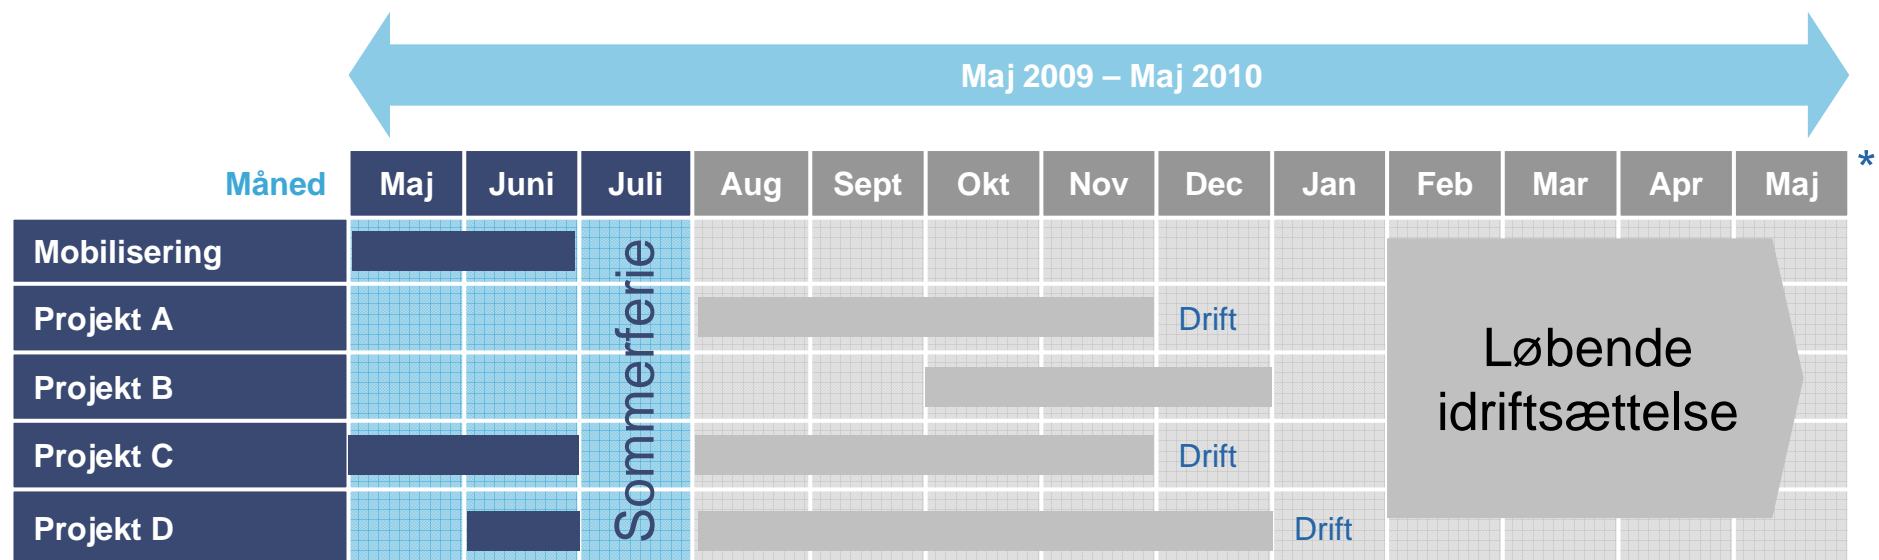 Maj 2009 – Maj 2010
Måned Maj Juni Juli Aug Sept Okt Nov Dec Jan Feb Mar Apr Maj *
Mobilisering
Projekt A Drift
Projekt B
Projekt C Drift
Projekt D Drift
Sommerferie
Løbende
idriftsættelse